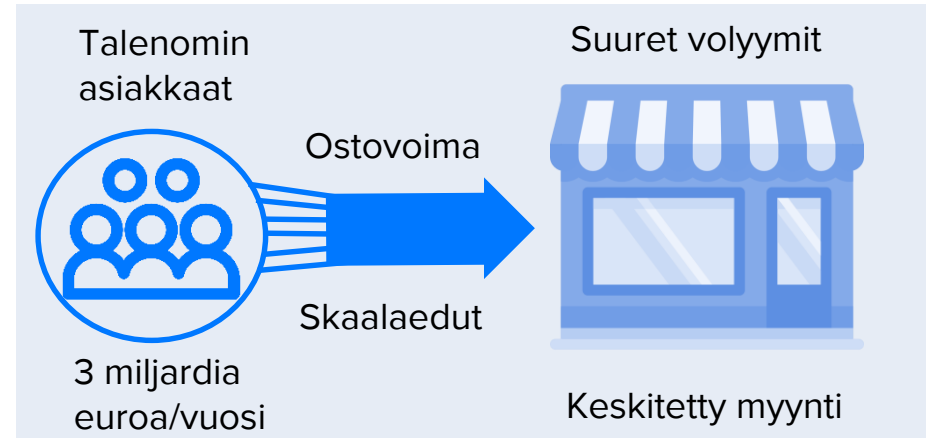 Talenomin
asiakkaat
Suuret volyymit
Ostovoima
Skaalaedut
3 miljardia
euroa/vuosi
Keskitetty myynti